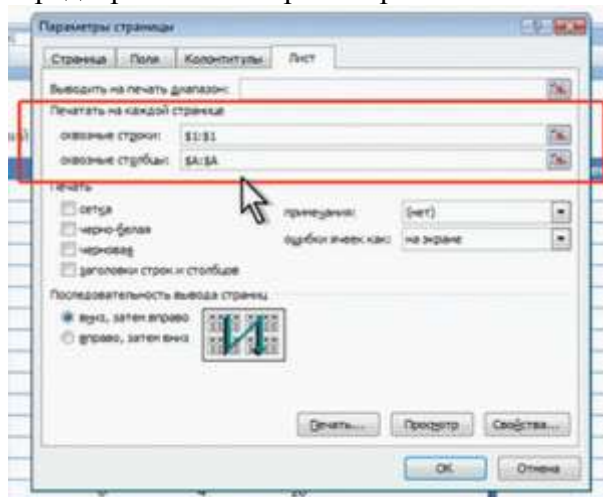 Параметры страницы
Страница Поля Колонтитулы Лист
Выводить на печать диапазон:
Печатать на каждой странице
сквозные строки: $1:$1
сквозные столбцы: $A:$A
Печать
сетка
примечания: (нет)
черно-белая
ошибки ячеек как: на экране
черновая
заголовки строк и столбцов
Последовательность вывода страниц
вниз, затем вправо
вправо, затем вниз
Печать... Просмотр Свойства...
OK Отмена